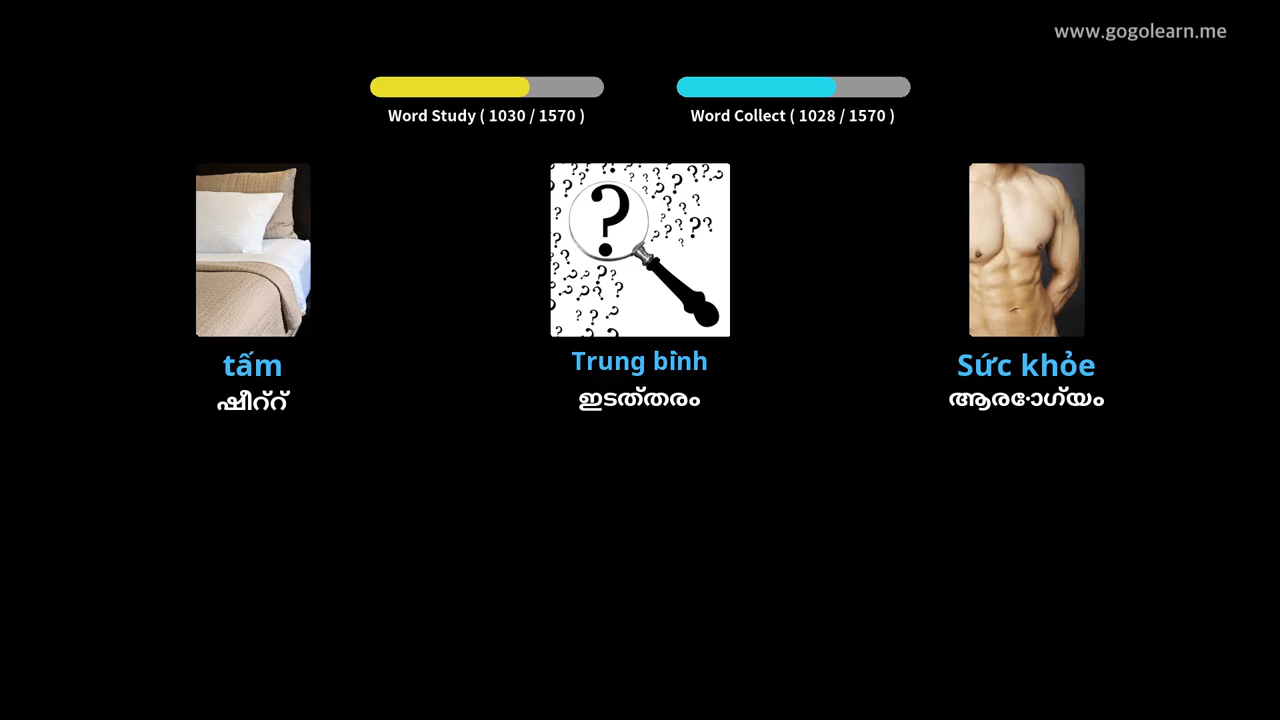 www.gogolearn.me
Word Study ( 1030 / 1570 )
Word Collect ( 1028 / 1570 )
tấm
Trung bình
Sức khỏe
ഷീറ്റ്
ഇടത്തരം
ആരോഗ്യം